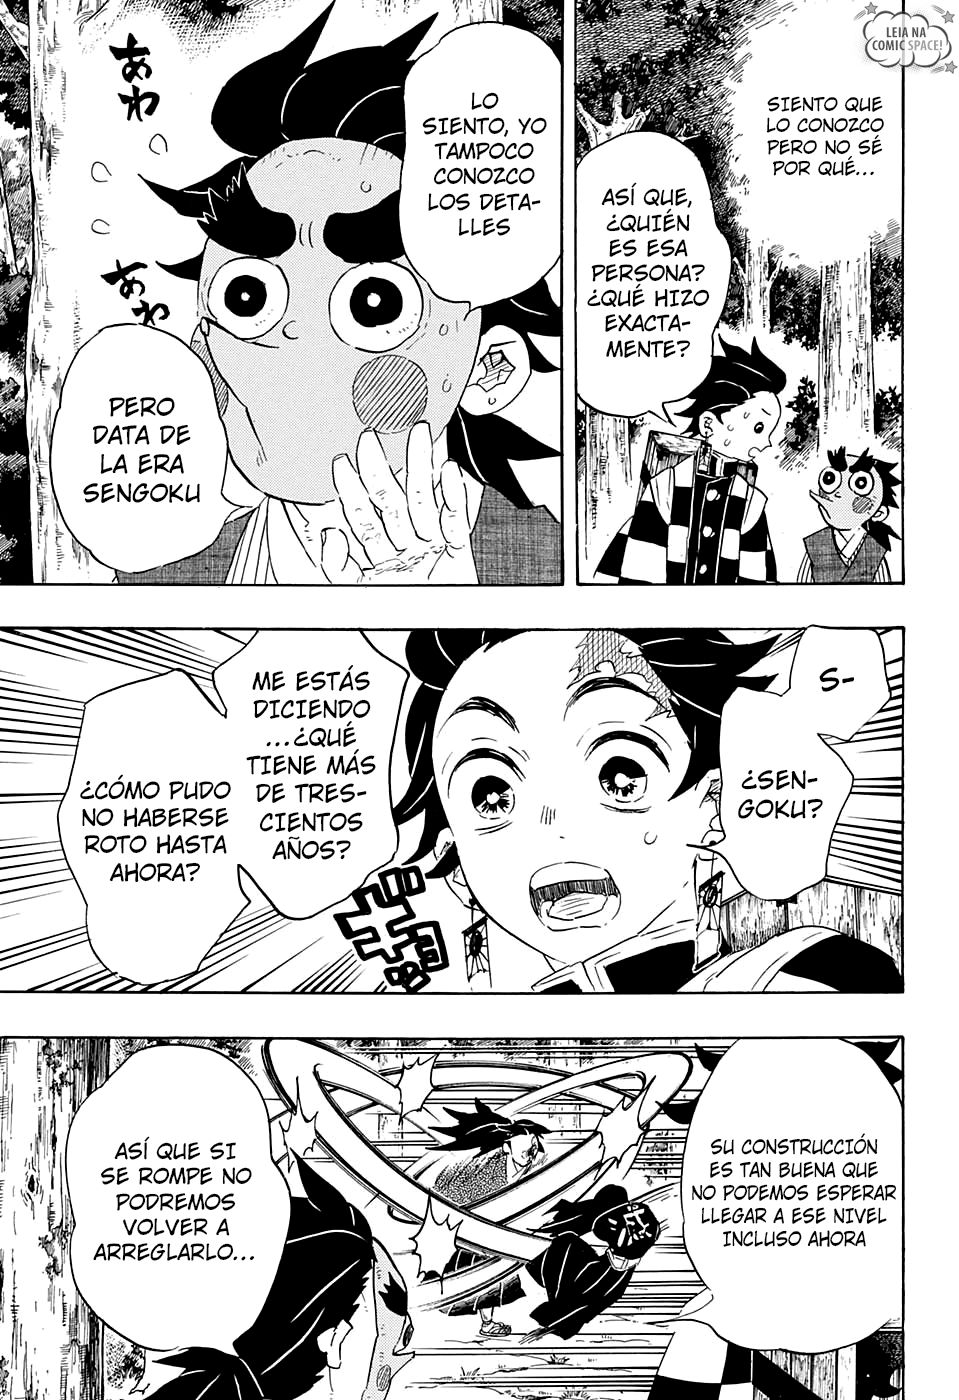 LEIA NA
COMIC SPACE!
SIENTO QUE
LO CONOZCO
PERO NO SÉ
POR QUÉ...
ASÍ QUE,
¿QUIÉN
ES ESA
PERSONA?
¿QUÉ HIZO
EXACTA-
MENTE?
LO
SIENTO, YO
TAMPOCO
CONOZCO
LOS DETA-
LLES
あわ
あわ
PERO
DATA DE
LA ERA
SENGOKU
S-
¿SEN-
GOKU?
ME ESTÁS
DICIENDO
...¿QUÉ
TIENE MÁS
DE TRES-
CIENTOS
AÑOS?
¿CÓMO PUDO
NO HABERSE
ROTO HASTA
AHORA?
SU CONSTRUCCIÓN
ES TAN BUENA QUE
NO PODEMOS ESPERAR
LLEGAR A ESE NIVEL
INCLUSO AHORA
ASÍ QUE SI
SE ROMPE NO
PODREMOS
VOLVER A
ARREGLARLO...